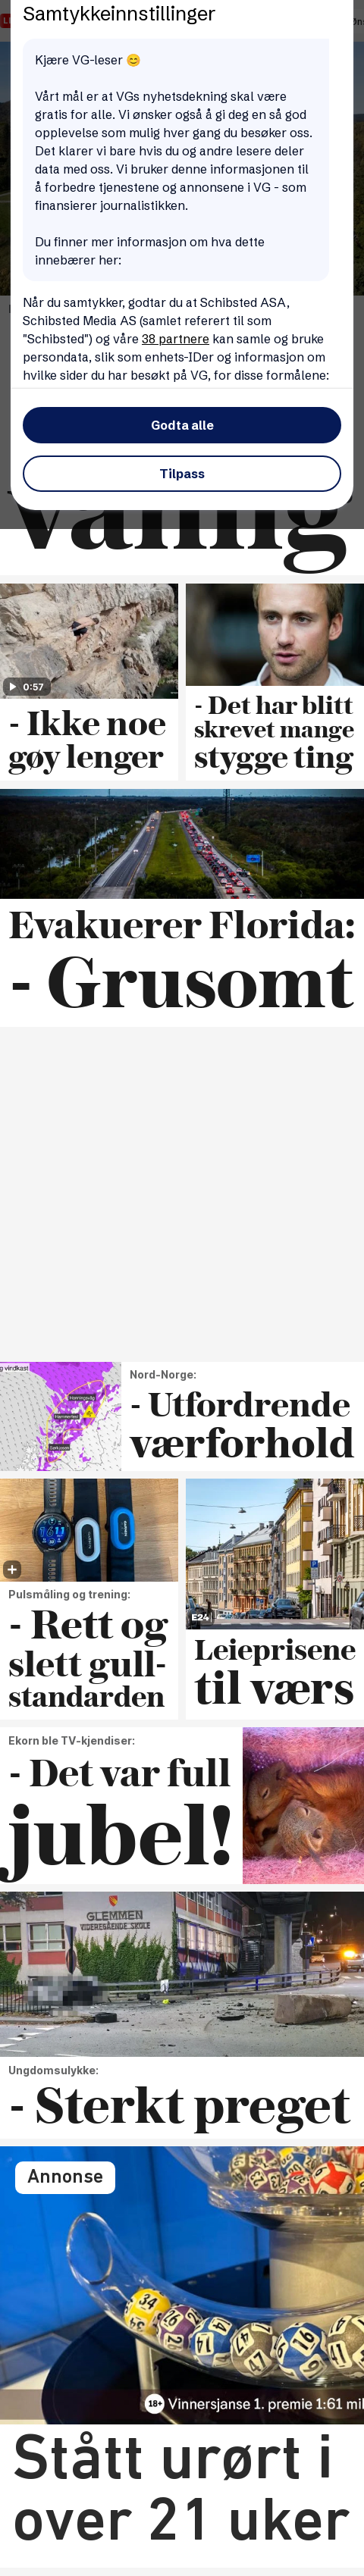 Samtykkeinnstillinger
Kjære VG-leser 😊
Vårt mål er at VGs nyhetsdekning skal være
gratis for alle. Vi ønsker også å gi deg en så god
opplevelse som mulig hver gang du besøker oss.
Det klarer vi bare hvis du og andre lesere deler
data med oss. Vi bruker denne informasjonen til
å forbedre tjenestene og annonsene i VG - som
finansierer journalistikken.
Du finner mer informasjon om hva dette
innebærer her:
Når du samtykker, godtar du at Schibsted ASA,
Schibsted Media AS (samlet referert til som
"Schibsted") og våre 38 partnere kan samle og bruke
persondata, slik som enhets-IDer og informasjon om
hvilke sider du har besøkt på VG, for disse formålene:
Godta alle
Tilpass
0:57
- Ikke noe
gøy lenger
- Det har blitt
skrevet mange
stygge ting
Evakuerer Florida:
- Grusomt
g vindkast
Nord-Norge:
- Utfordrende
værforhold
Pulsmåling og trening:
- Rett og
slett gull-
standarden
E24
Leieprisene
til værs
Ekorn ble TV-kjendiser:
- Det var full
jubel!
GLEMMEN
VIDEREGÅENDE SKOLE
Ungdomsulykke:
- Sterkt preget
Annonse
34
26
16
91
18+ Vinnersjanse 1. premie 1:61 mil
Stått urørt i
over 21 uker